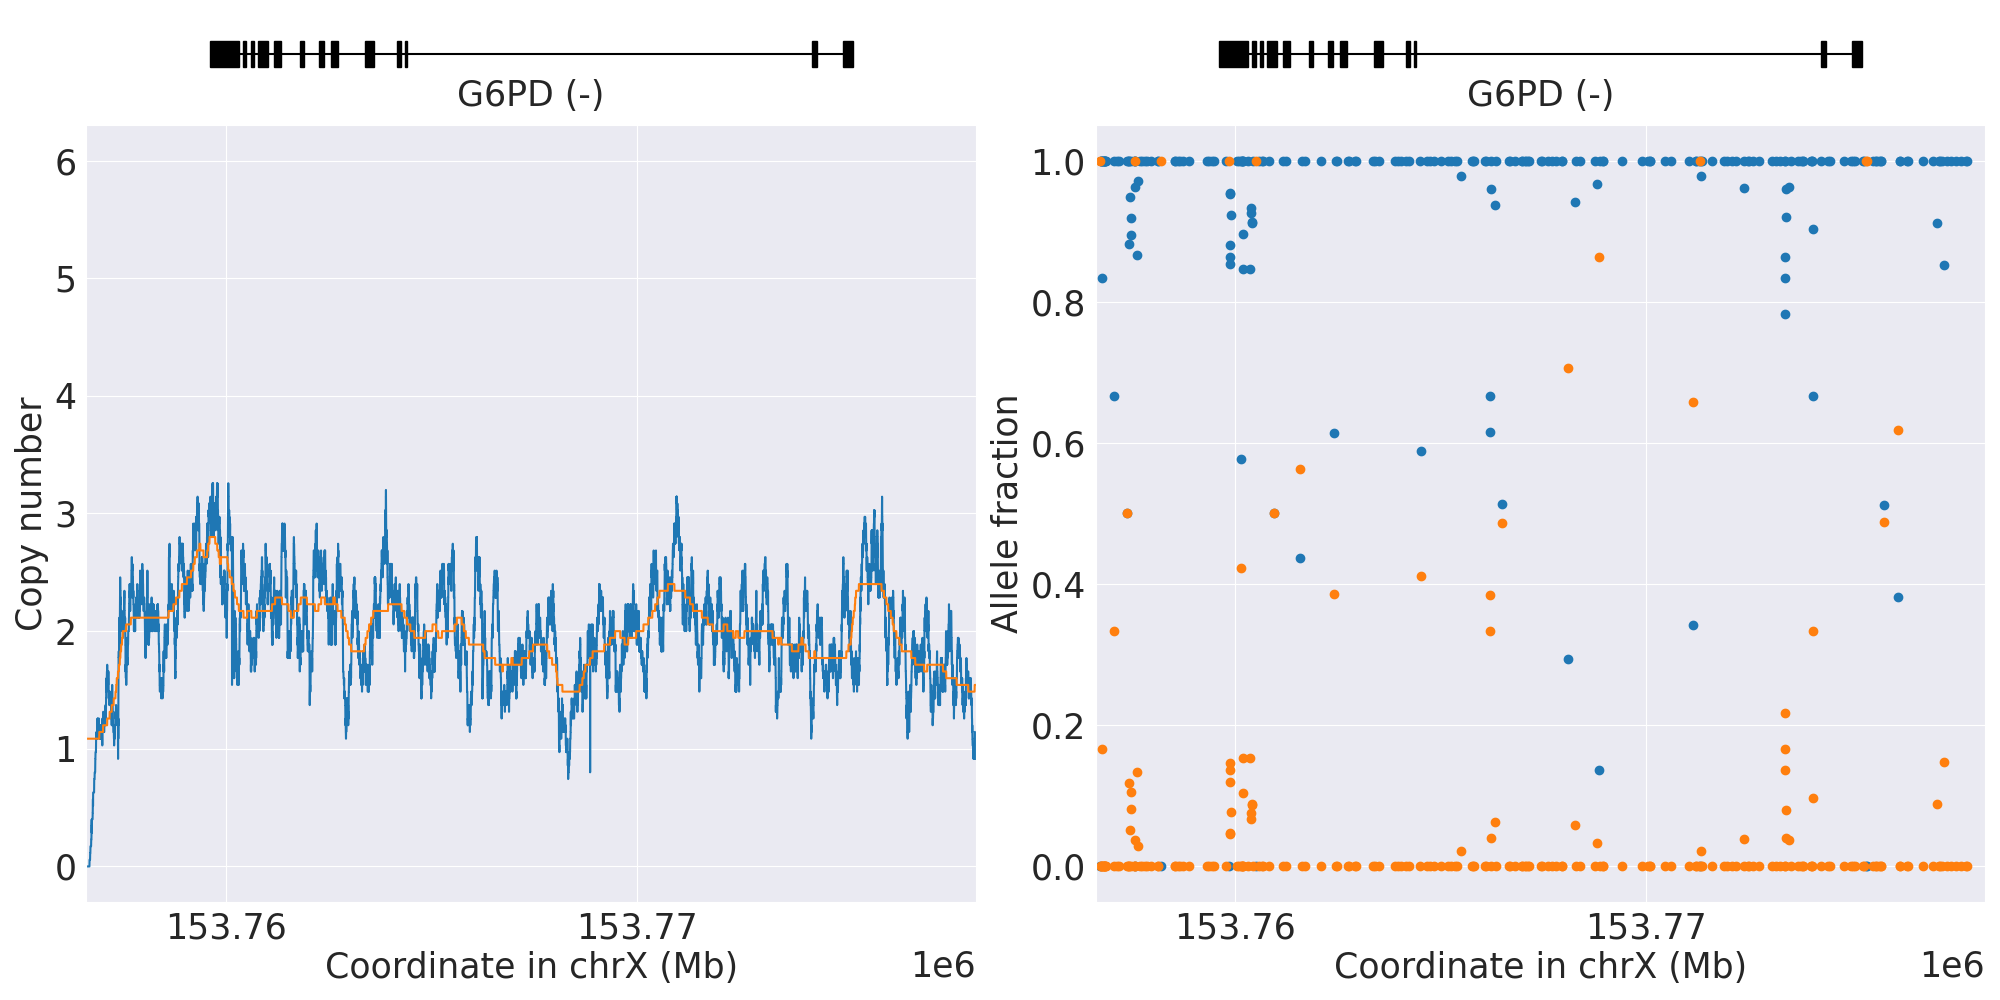 G6PD (-)
6
5
4
3
2
1
0
Copy number
153.76
153.77
Coordinate in chrX (Mb)
1e6
G6PD (-)
1.0
0.8
0.6
0.4
0.2
0.0
Allele fraction
153.76
153.77
Coordinate in chrX (Mb)
1e6